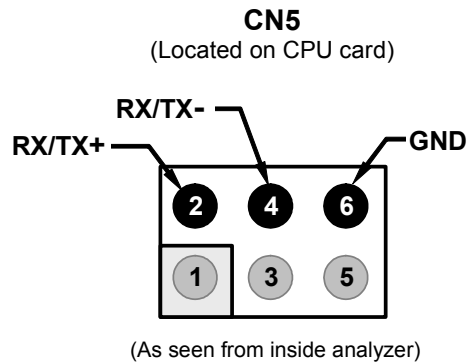 CN5
(Located on CPU card)
RX/TX-
RX/TX+
GND
2 4 6
1 3 5
(As seen from inside analyzer)